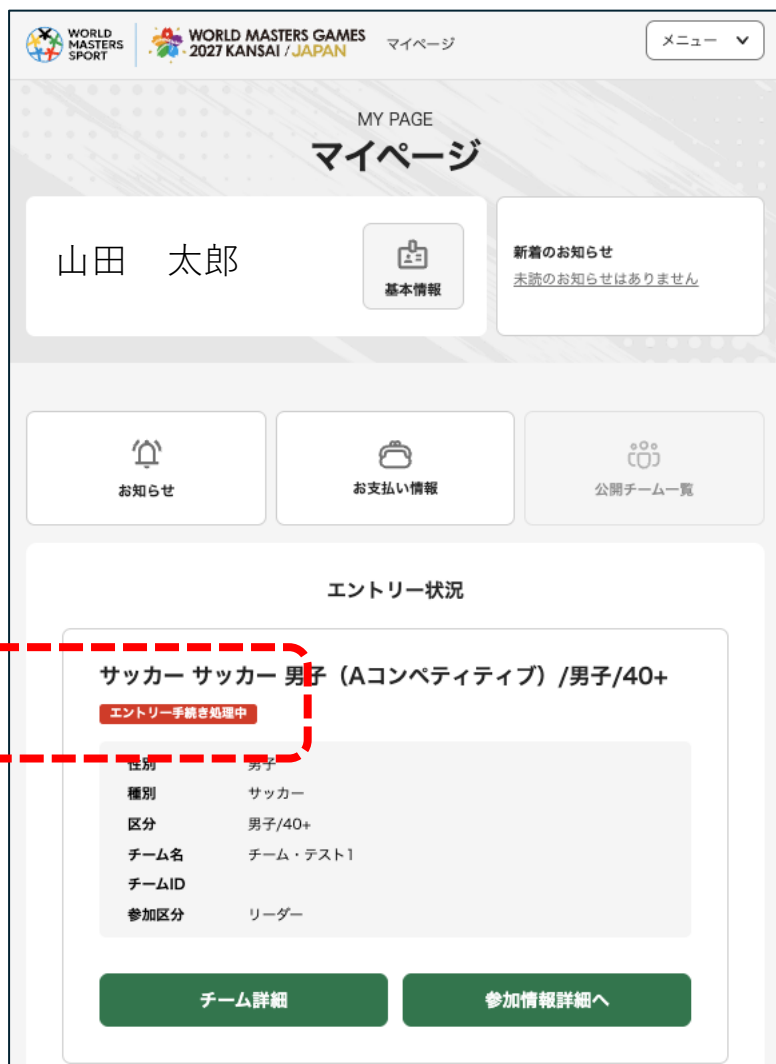 WORLD
MASTERS
SPORT
WORLD MASTERS GAMES
2027 KANSAI / JAPAN
マイページ
メニュー
MY PAGE
マイページ
山田　太郎
基本情報
新着のお知らせ
未読のお知らせはありません
お知らせ
お支払い情報
公開チーム一覧
エントリー状況
サッカー サッカー 男子（Aコンペティティブ）/男子/40+
エントリー手続き処理中
性別 男子
種別 サッカー
区分 男子/40+
チーム名 チーム・テスト1
チームID
参加区分 リーダー
チーム詳細
参加情報詳細へ